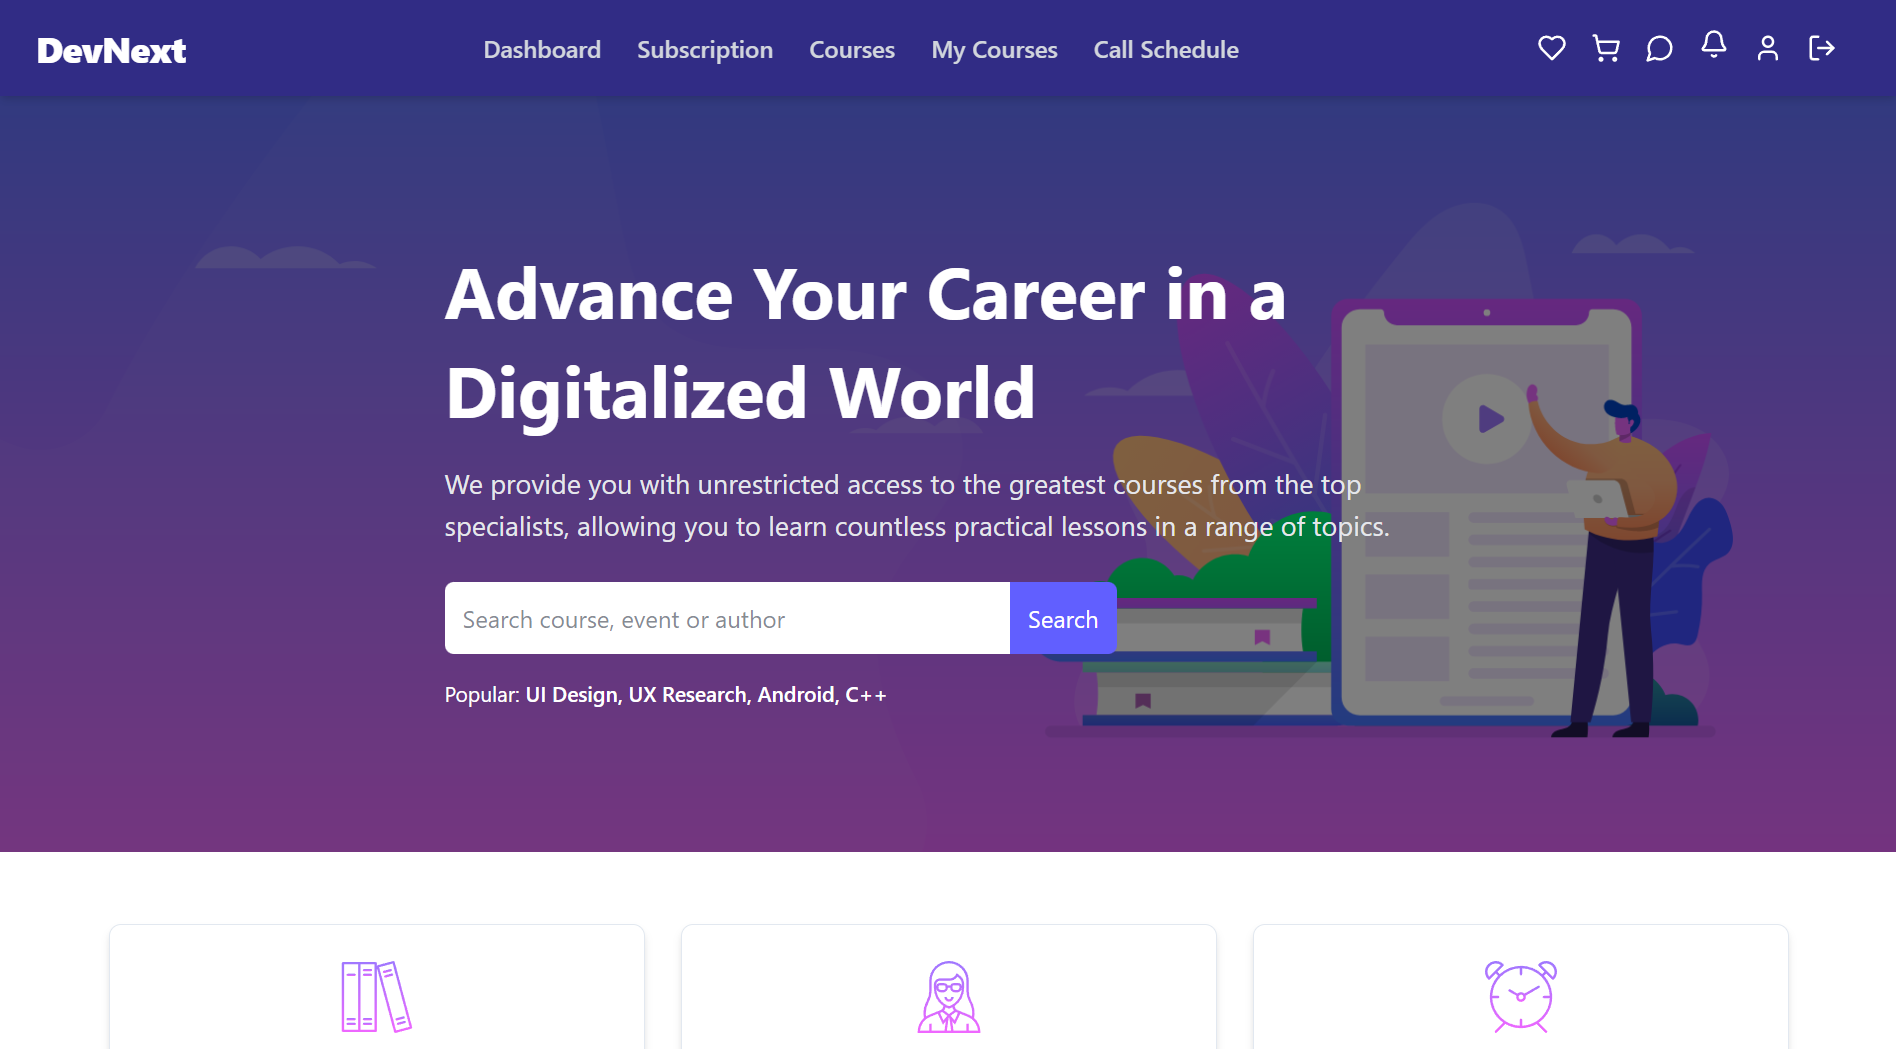 DevNext
Dashboard Subscription Courses My Courses Call Schedule
Advance Your Career in a
Digitalized World
We provide you with unrestricted access to the greatest courses from the top
specialists, allowing you to learn countless practical lessons in a range of topics.
Search course, event or author Search
Popular: UI Design, UX Research, Android, C++